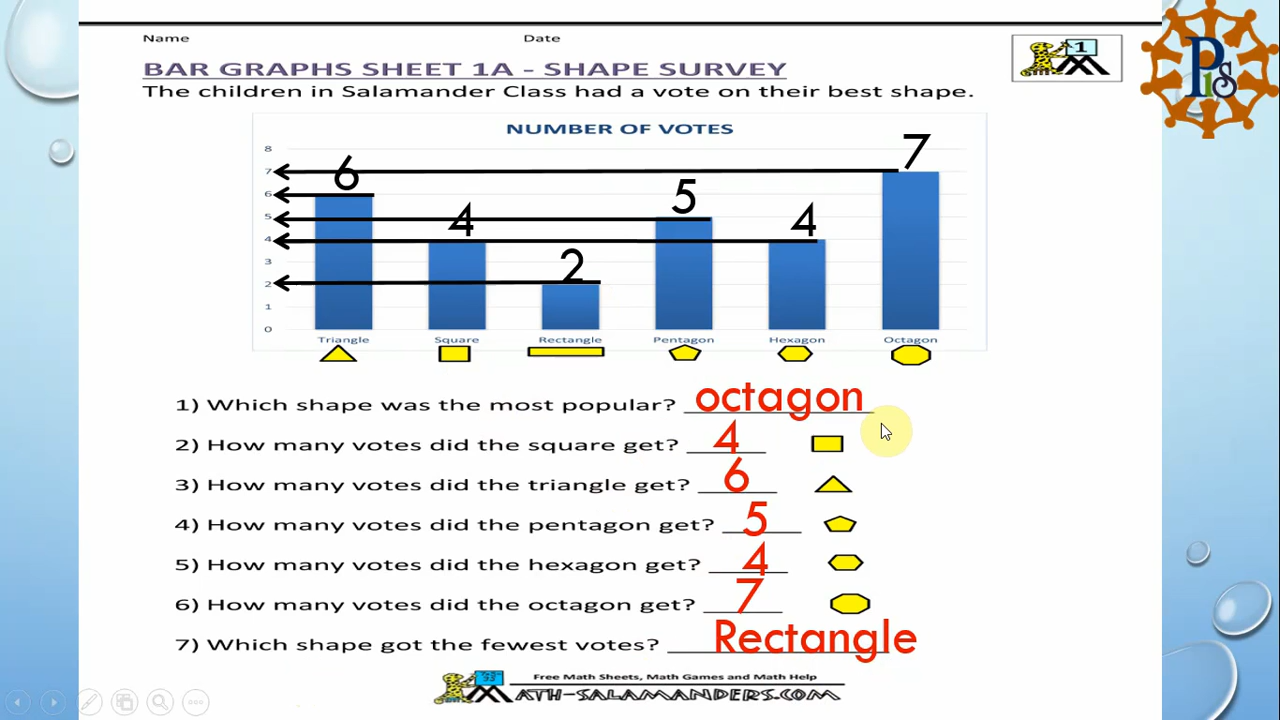 Name Date
1
PiS
BAR GRAPHS SHEET 1A - SHAPE SURVEY
The children in Salamander Class had a vote on their best shape.
NUMBER OF VOTES
8
7
6
5
4
3
2
1
0
6 4 2 5 4 7
Triangle Square Rectangle Pentagon Hexagon Octagon
1) Which shape was the most popular? octagon
2) How many votes did the square get? 4
3) How many votes did the triangle get? 6
4) How many votes did the pentagon get? 5
5) How many votes did the hexagon get? 4
6) How many votes did the octagon get? 7
7) Which shape got the fewest votes? Rectangle
Free Math Sheets, Math Games and Math Help
MATH-SALAMANDERS.COM